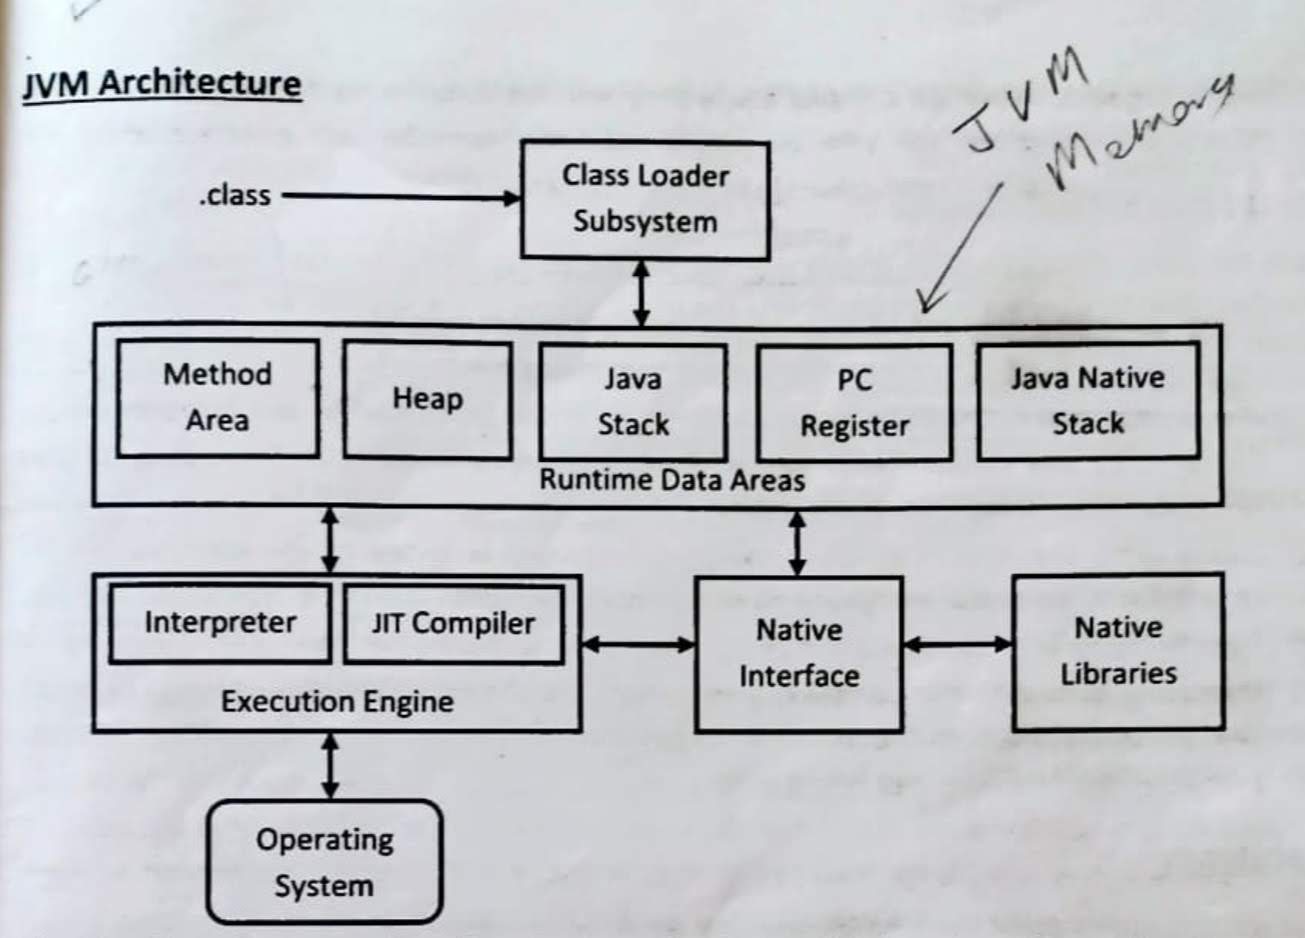 JVM Architecture
JVM
Memory
.class
Class Loader
Subsystem
Method
Area
Heap
Java
Stack
PC
Register
Java Native
Stack
Runtime Data Areas
Interpreter
JIT Compiler
Execution Engine
Native
Interface
Native
Libraries
Operating
System